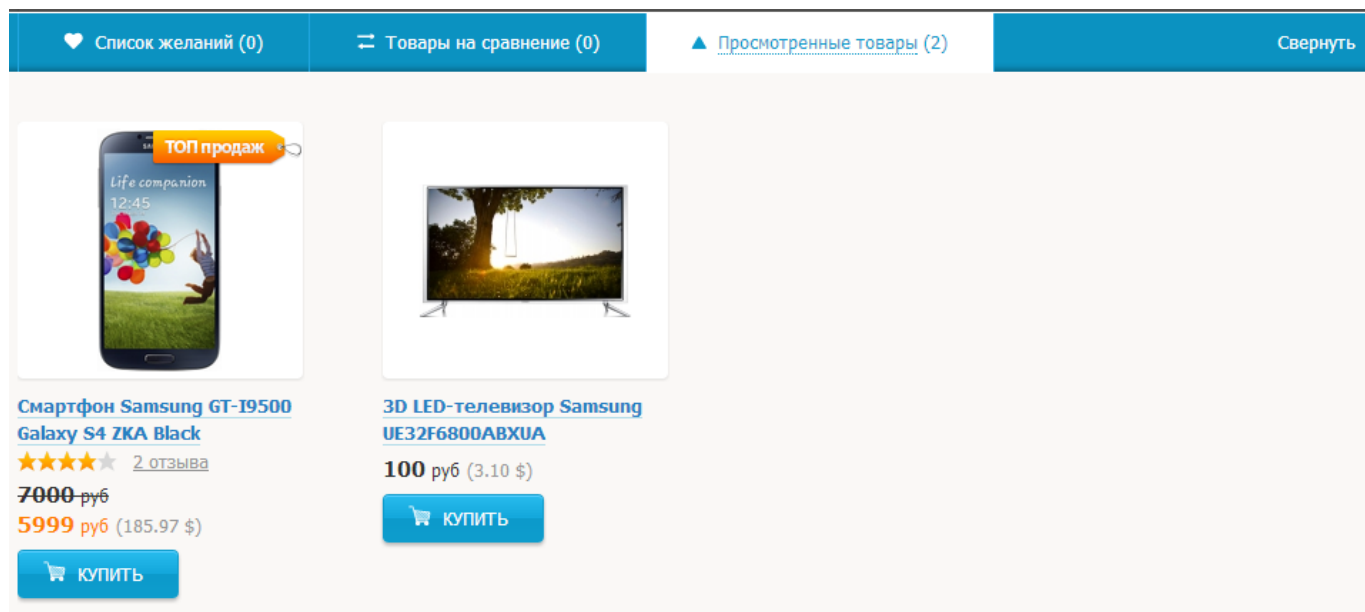 Список желаний (0)
Товары на сравнение (0)
Просмотренные товары (2)
Свернуть
ТОП продаж
Life companion
12:45
Смартфон Samsung GT-I9500
Galaxy S4 ZKA Black
2 отзыва
7000 руб
5999 руб (185.97 $)
КУПИТЬ
3D LED-телевизор Samsung
UE32F6800ABXUA
100 руб (3.10 $)
КУПИТЬ